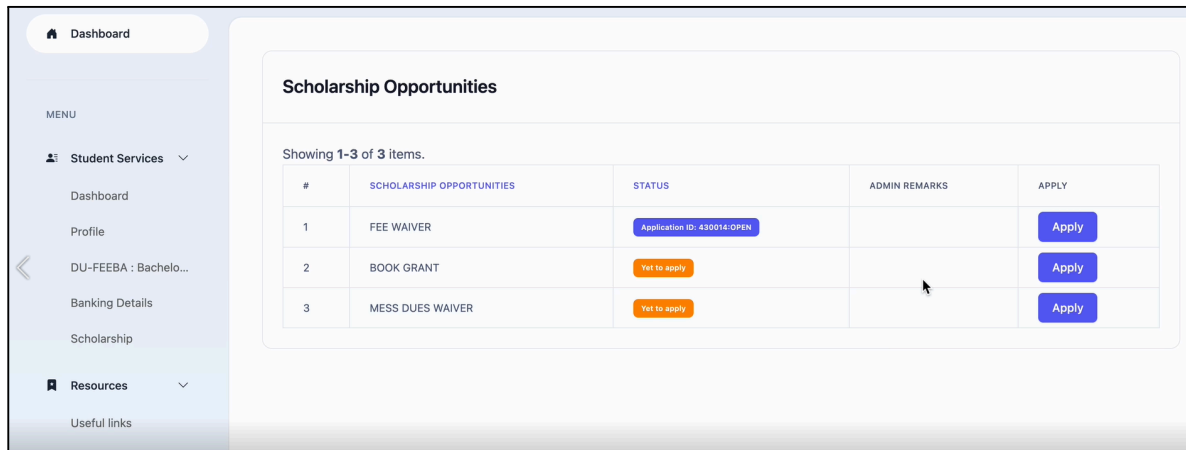 Dashboard
MENU
Student Services
Dashboard
Profile
DU-FEEBA : Bachelo...
Banking Details
Scholarship
Resources
Useful links
Scholarship Opportunities
Showing 1-3 of 3 items.
# SCHOLARSHIP OPPORTUNITIES STATUS ADMIN REMARKS APPLY
1 FEE WAIVER Application ID: 430014:OPEN Apply
2 BOOK GRANT Yet to apply Apply
3 MESS DUES WAIVER Yet to apply Apply